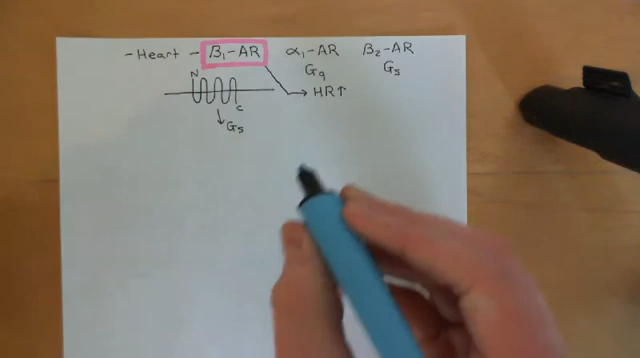 - Heart - β₁-AR α₁-AR β₂-AR
Gq Gs
N
HR↑
C
↓Gs